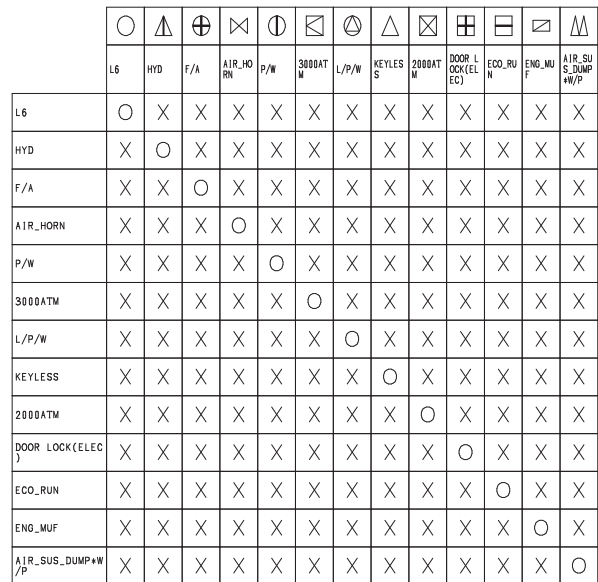 L6 HYD F/A AIR_HO P/W 3000AT L/P/W KEYLES 2000AT DOOR L ECO_RU ENG_MU AIR_SU
RN M S M OCK(EL N F S_DUMP
EC) *W/P
L6 O X X X X X X X X X X X X
HYD X O X X X X X X X X X X X
F/A X X O X X X X X X X X X X
AIR_HORN X X X O X X X X X X X X X
P/W X X X X O X X X X X X X X
3000ATM X X X X X O X X X X X X X
L/P/W X X X X X X O X X X X X X
KEYLESS X X X X X X X O X X X X X
2000ATM X X X X X X X X O X X X X
DOOR LOCK(ELEC X X X X X X X X X O X X X
)
ECO_RUN X X X X X X X X X X O X X
ENG_MUF X X X X X X X X X X X O X
AIR_SUS_DUMP*W X X X X X X X X X X X X O
/P